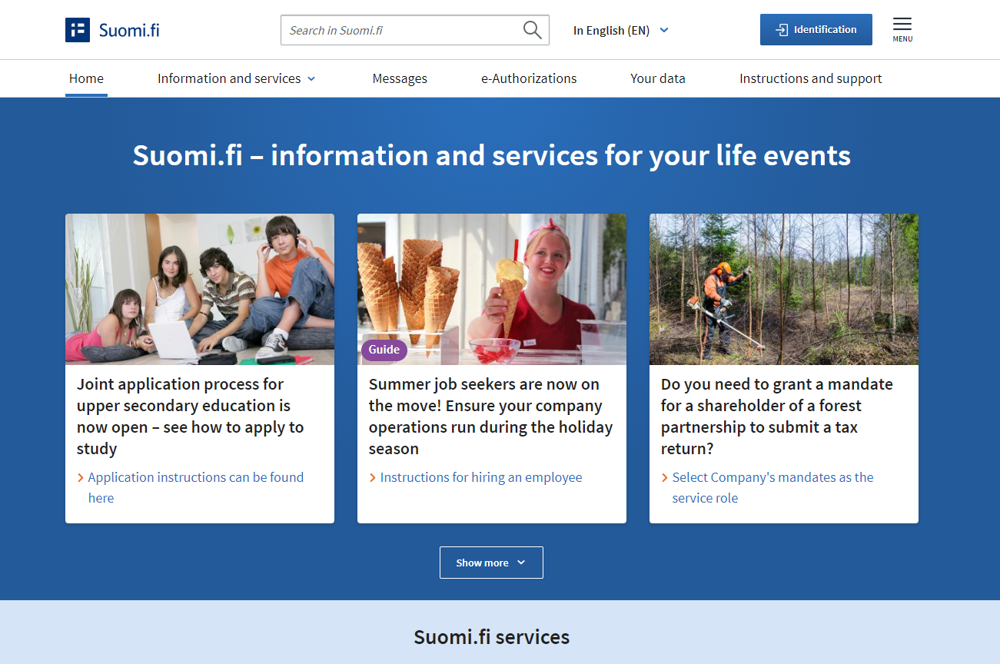 Suomi.fi
Search in Suomi.fi
In English (EN)
Identification
MENU
Home
Information and services
Messages
e-Authorizations
Your data
Instructions and support
Suomi.fi – information and services for your life events
Joint application process for
upper secondary education is
now open – see how to apply to
study
Application instructions can be found
here
Guide
Summer job seekers are now on
the move! Ensure your company
operations run during the holiday
season
Instructions for hiring an employee
Do you need to grant a mandate
for a shareholder of a forest
partnership to submit a tax
return?
Select Company's mandates as the
service role
Show more
Suomi.fi services